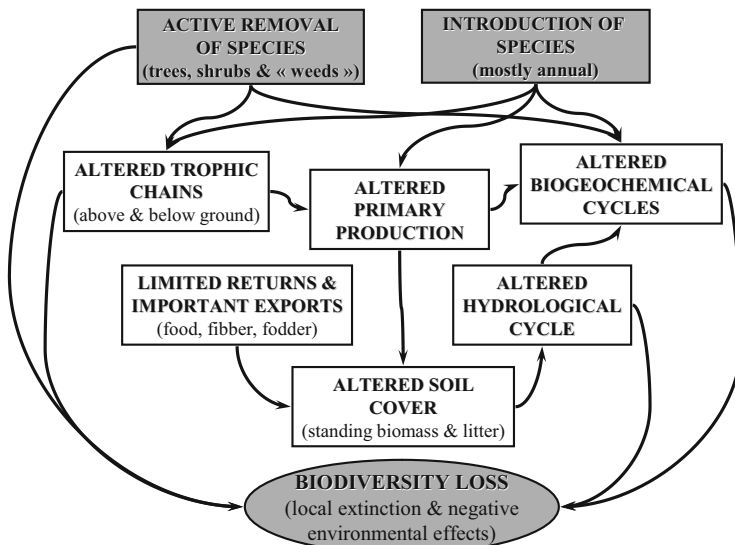 ACTIVE REMOVAL
OF SPECIES
(trees, shrubs & « weeds »)
INTRODUCTION OF
SPECIES
(mostly annual)
ALTERED TROPHIC
CHAINS
(above & below ground)
ALTERED
PRIMARY
PRODUCTION
ALTERED
BIOGEOCHEMICAL
CYCLES
LIMITED RETURNS &
IMPORTANT EXPORTS
(food, fibber, fodder)
ALTERED
HYDROLOGICAL
CYCLE
ALTERED SOIL
COVER
(standing biomass & litter)
BIODIVERSITY LOSS
(local extinction & negative
environmental effects)